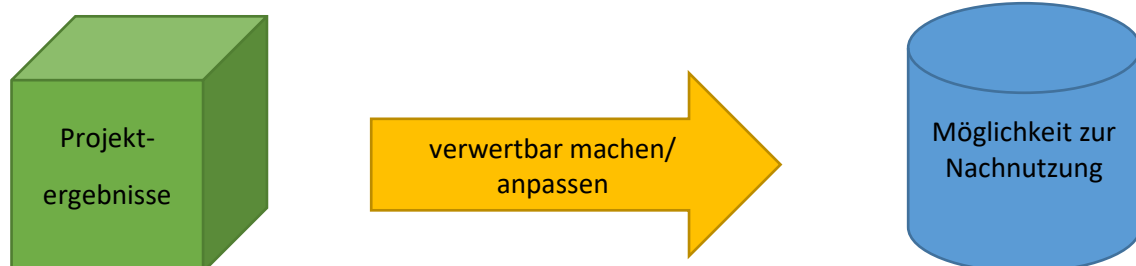 Projekt-
ergebnisse
verwertbar machen/
anpassen
Möglichkeit zur
Nachnutzung